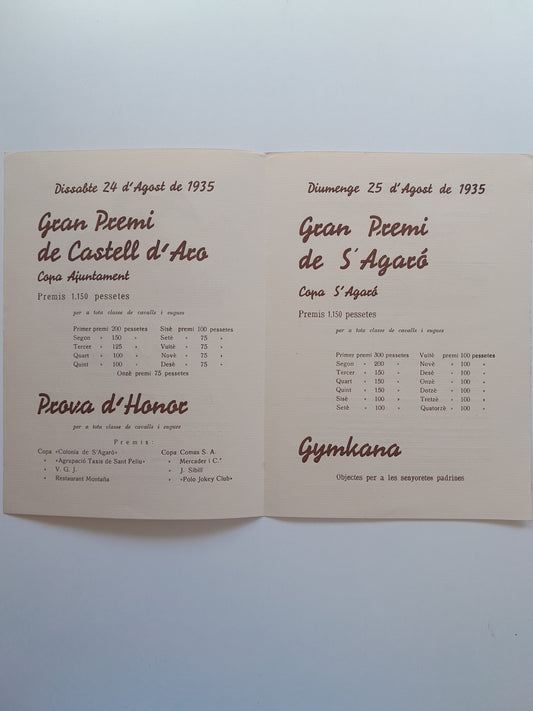 Dissabte 24 d'Agost de 1935
Gran Premi
de Castell d'Aro
Copa Ajuntament
Premis 1.150 pessetes
per a tota classe de cavalls i eugues
Primer premi 200 pessetes Sisè premi 100 pessetes
Segon » 150 » Setè » 75 »
Tercer » 125 » Vuitè » 75 »
Quart » 100 » Novè » 75 »
Quint » 100 » Desè » 75 »
Onzè premi 75 pessetes
Prova d'Honor
per a tota classe de cavalls i eugues
Premis:
Copa «Colonia de S'Agaró» Copa Comas S. A.
» «Agrupació Taxis de Sant Feliu» » Mercader i C.ª
» V. G. J. » J. Sibill
» Restaurant Montaña » «Polo Jokey Club»
Diumenge 25 d'Agost de 1935
Gran Premi
de S'Agaró
Copa S'Agaró
Premis 1.150 pessetes
per a tota classe de cavalls i eugues
Primer premi 300 pessetes Vuitè premi 100 pessetes
Segon » 200 » Novè » 100 »
Tercer » 150 » Desè » 100 »
Quart » 150 » Onzè » 100 »
Quint » 150 » Dotzè » 100 »
Sisè » 100 » Tretzè » 100 »
Setè » 100 » Quatorzè » 100 »
Gymkana
Objectes per a les senyoretes padrines